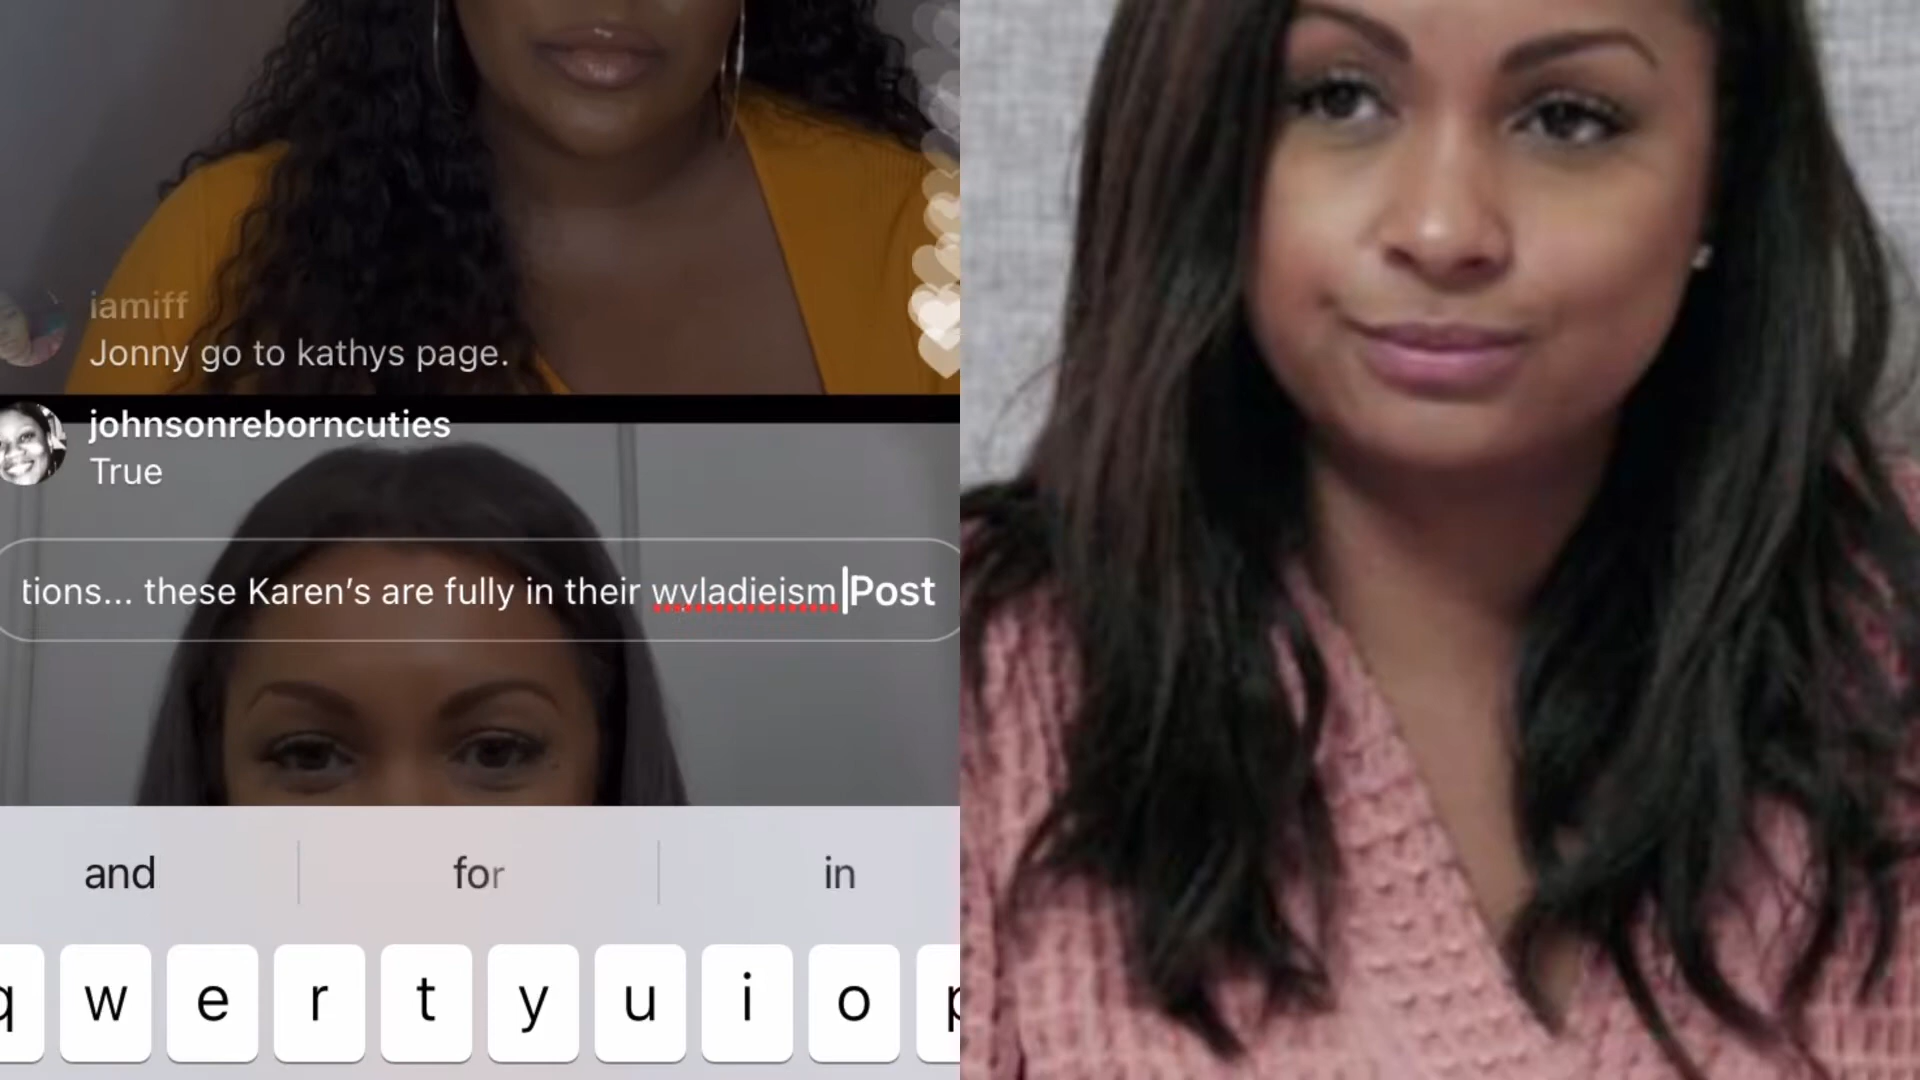 iamiff
Jonny go to kathys page.
johnsonreborncuties
True
tions... these Karen’s are fully in their wyladieism Post
and for in
q w e r t y u i o p